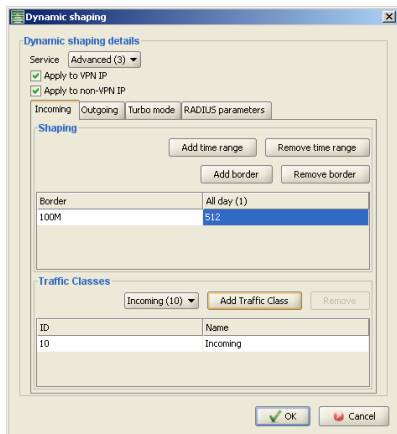 Dynamic shaping
Dynamic shaping details
Service Advanced (3)
Apply to VPN IP
Apply to non-VPN IP
Incoming Outgoing Turbo mode RADIUS parameters
Shaping
Add time range Remove time range
Add border Remove border
Border All day (1)
100M 512
Traffic Classes
Incoming (10) Add Traffic Class Remove
ID Name
10 Incoming
OK Cancel